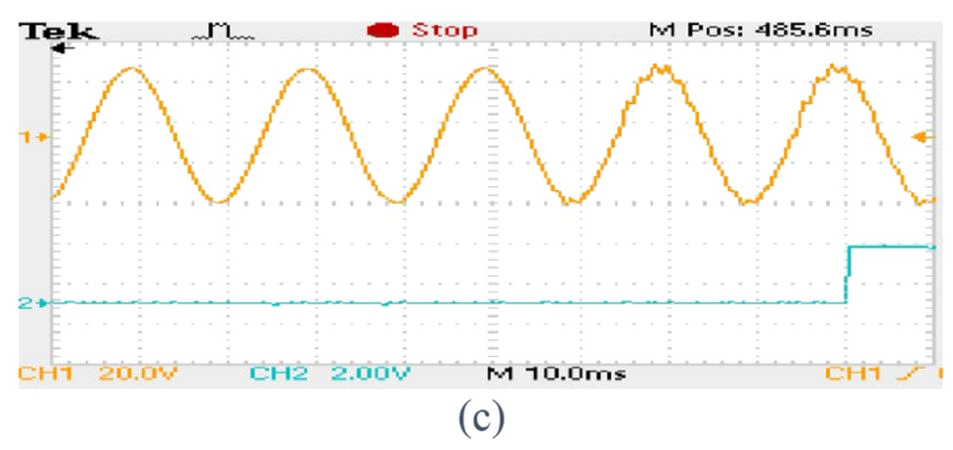 Tek Stop M Pos: 485.6ms
1
2
CH1 20.0V CH2 2.00V M 10.0ms CH1
(c)